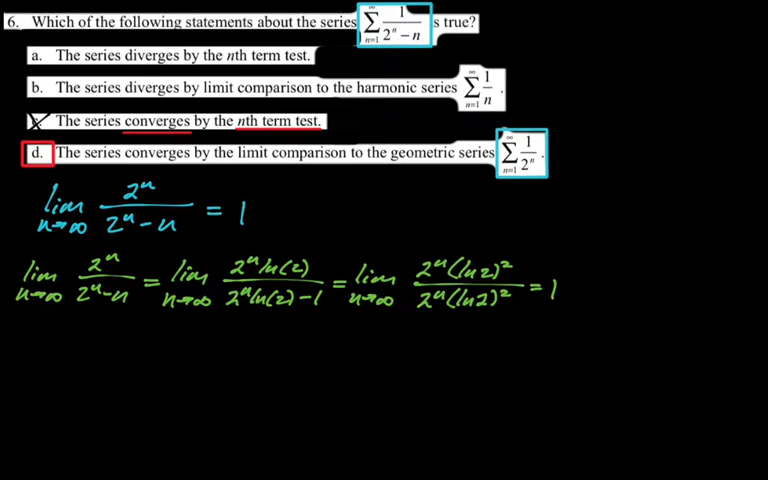 6. Which of the following statements about the series ∑_{n=1}^{∞} 1/(2^n − n) s true?
a. The series diverges by the nth term test.
b. The series diverges by limit comparison to the harmonic series ∑_{n=1}^{∞} 1/n .
The series converges by the nth term test.
d. The series converges by the limit comparison to the geometric series ∑_{n=1}^{∞} 1/2^n .
lim_{n→∞} 2^n/(2^n − n) = 1
lim_{n→∞} 2^n/(2^n − n) = lim_{n→∞} 2^n ln(2)/(2^n ln(2) − 1) = lim_{n→∞} 2^n (ln 2)^2/(2^n (ln 2)^2) = 1